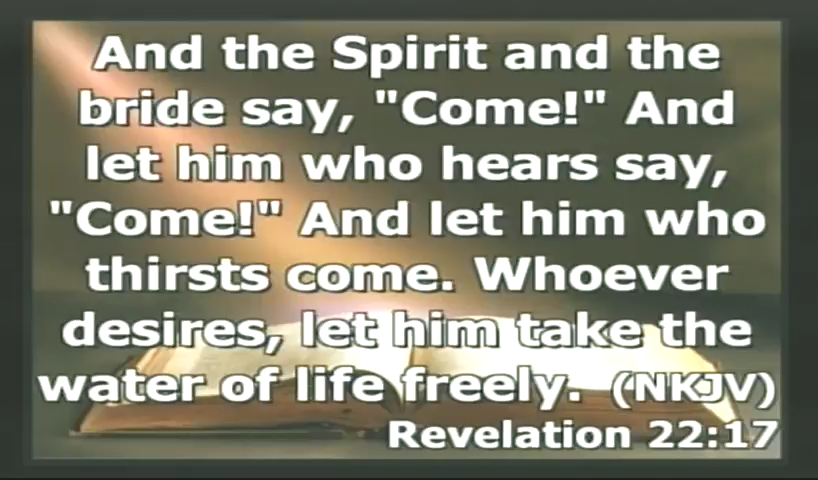 And the Spirit and the
bride say, "Come!" And
let him who hears say,
"Come!" And let him who
thirsts come. Whoever
desires, let him take the
water of life freely. (NKJV)
Revelation 22:17